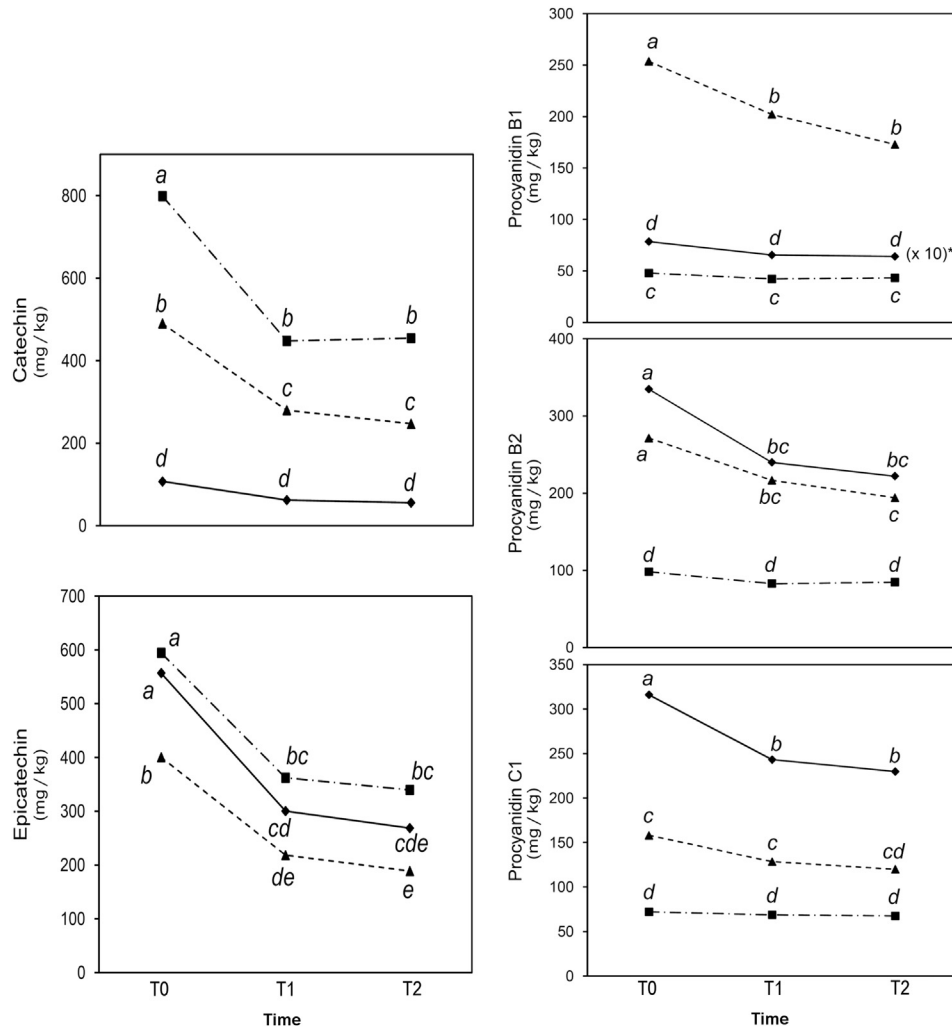 Catechin
(mg / kg)
800
600
400
200
0
a
b
b
b
c
c
d
d
d
Epicatechin
(mg / kg)
700
600
500
400
300
200
100
0
a
bc
bc
a
cd
cde
b
de
e
T0
T1
T2
Time
Procyanidin B1
(mg / kg)
300
250
200
150
100
50
0
a
b
b
d
d
d
(x 10)*
c
c
c
Procyanidin B2
(mg / kg)
400
300
200
100
0
a
bc
bc
a
bc
c
d
d
d
Procyanidin C1
(mg / kg)
350
300
250
200
150
100
50
0
a
b
b
c
c
cd
d
d
d
T0
T1
T2
Time